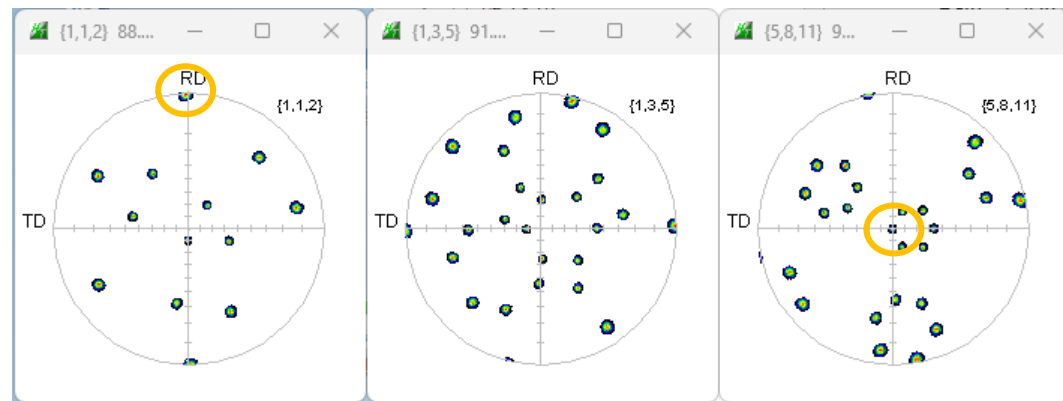 {1,1,2} 88....
RD
{1,1,2}
TD
{1,3,5} 91....
RD
{1,3,5}
TD
{5,8,11} 9...
RD
{5,8,11}
TD